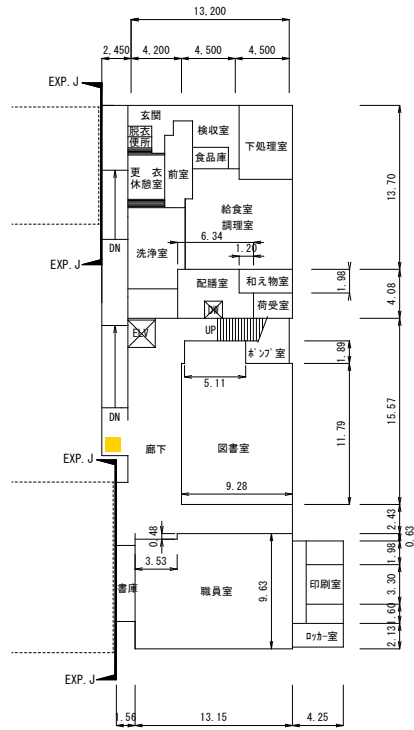 13,200
2,450
4,200
4,500
4,500
EXP.J
玄関
脱衣
便所
検収室
下処理室
食品庫
更 衣
休憩室
前室
給食室
調理室
13.70
6.34
1.20
洗浄室
DN
EXP.J
配膳室
和え物室
1.98
荷受室
4.08
DW
ELV
UP
ﾎﾟﾝﾌﾟ室
1.89
5.11
15.57
11.79
DN
EXP.J
廊下
図書室
9.28
2.43
0.63
0.48
1.98
3.53
書庫
職員室
9.63
印刷室
3.30
1.60
ﾛｯｶｰ室
2.13
EXP.J
1.56
13.15
4.25